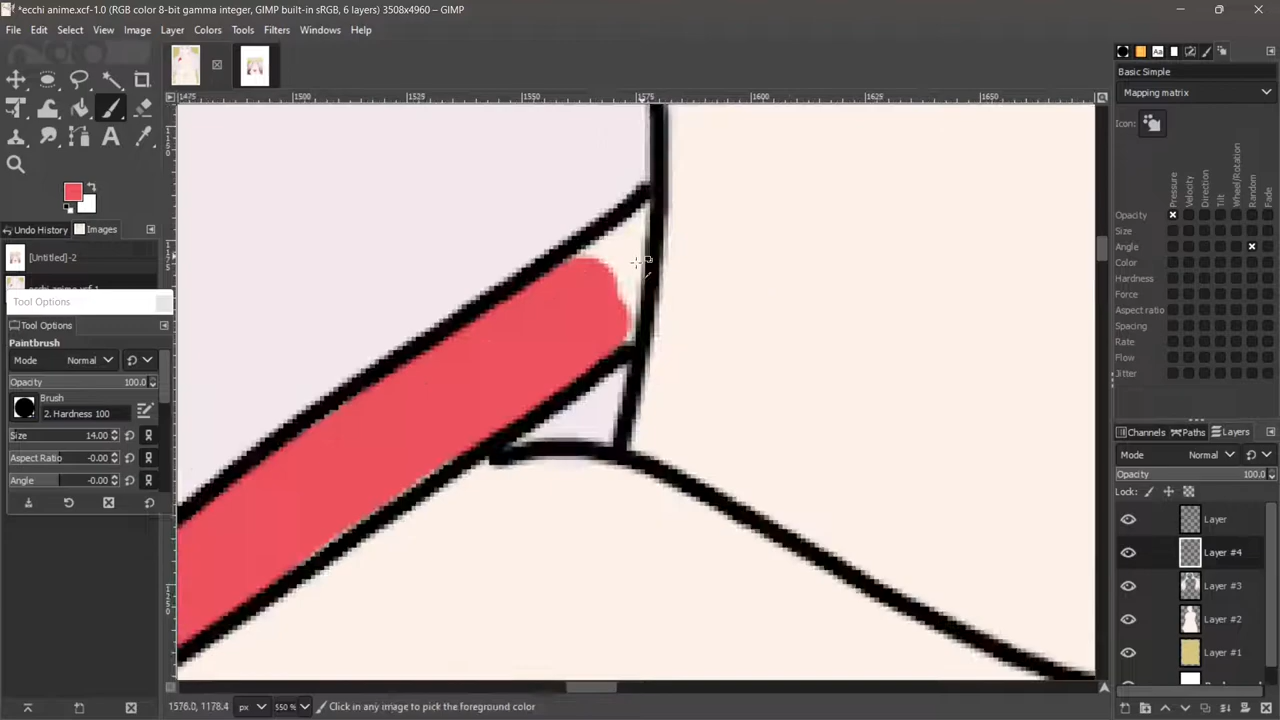 *ecchi anime.xcf-1.0 (RGB color 8-bit gamma integer, GIMP built-in sRGB, 6 layers) 3508x4960 – GIMP
File Edit Select View Image Layer Colors Tools Filters Windows Help
1475 1500 1525 1550 1575 1600 1625 1650
Undo History Images
[Untitled]-2
Tool Options
Tool Options
Paintbrush
Mode Normal
Opacity 100.0
Brush
2. Hardness 100
Size 14.00
Aspect Ratio -0.00
Angle -0.00
Basic Simple
Mapping matrix
Icon:
Pressure Velocity Direction Tilt Wheel/Rotation Random Fade
Opacity
Size
Angle
Color
Hardness
Force
Aspect ratio
Spacing
Rate
Flow
Jitter
Channels Paths Layers
Mode Normal
Opacity 100.0
Lock:
Layer
Layer #4
Layer #3
Layer #2
Layer #1
1576.0, 1178.4 px 550 % Click in any image to pick the foreground color